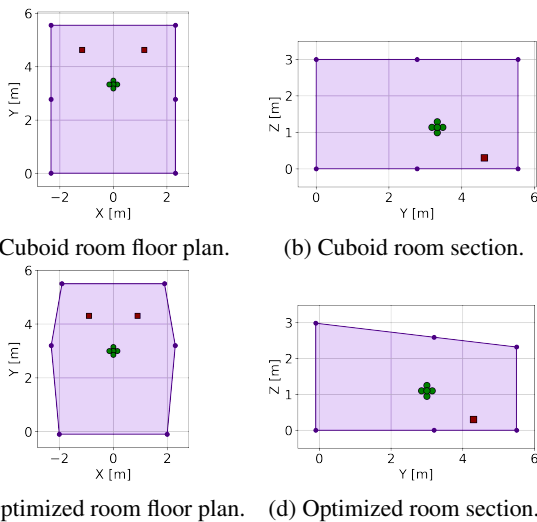 6
4
2
0
Y [m]
−2 0 2
X [m]
3
2
1
0
Z [m]
0 2 4 6
Y [m]
Cuboid room floor plan.
(b) Cuboid room section.
6
4
2
0
Y [m]
−2 0 2
X [m]
3
2
1
0
Z [m]
0 2 4 6
Y [m]
ptimized room floor plan.
(d) Optimized room section.